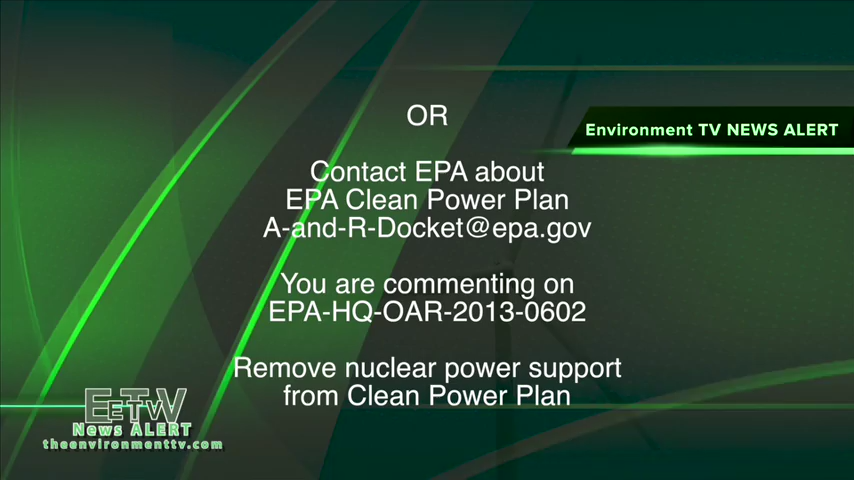 OR
Environment TV NEWS ALERT
Contact EPA about
EPA Clean Power Plan
A-and-R-Docket@epa.gov
You are commenting on
EPA-HQ-OAR-2013-0602
Remove nuclear power support
from Clean Power Plan
EETVW
News ALERT
theenvironmenttv.com